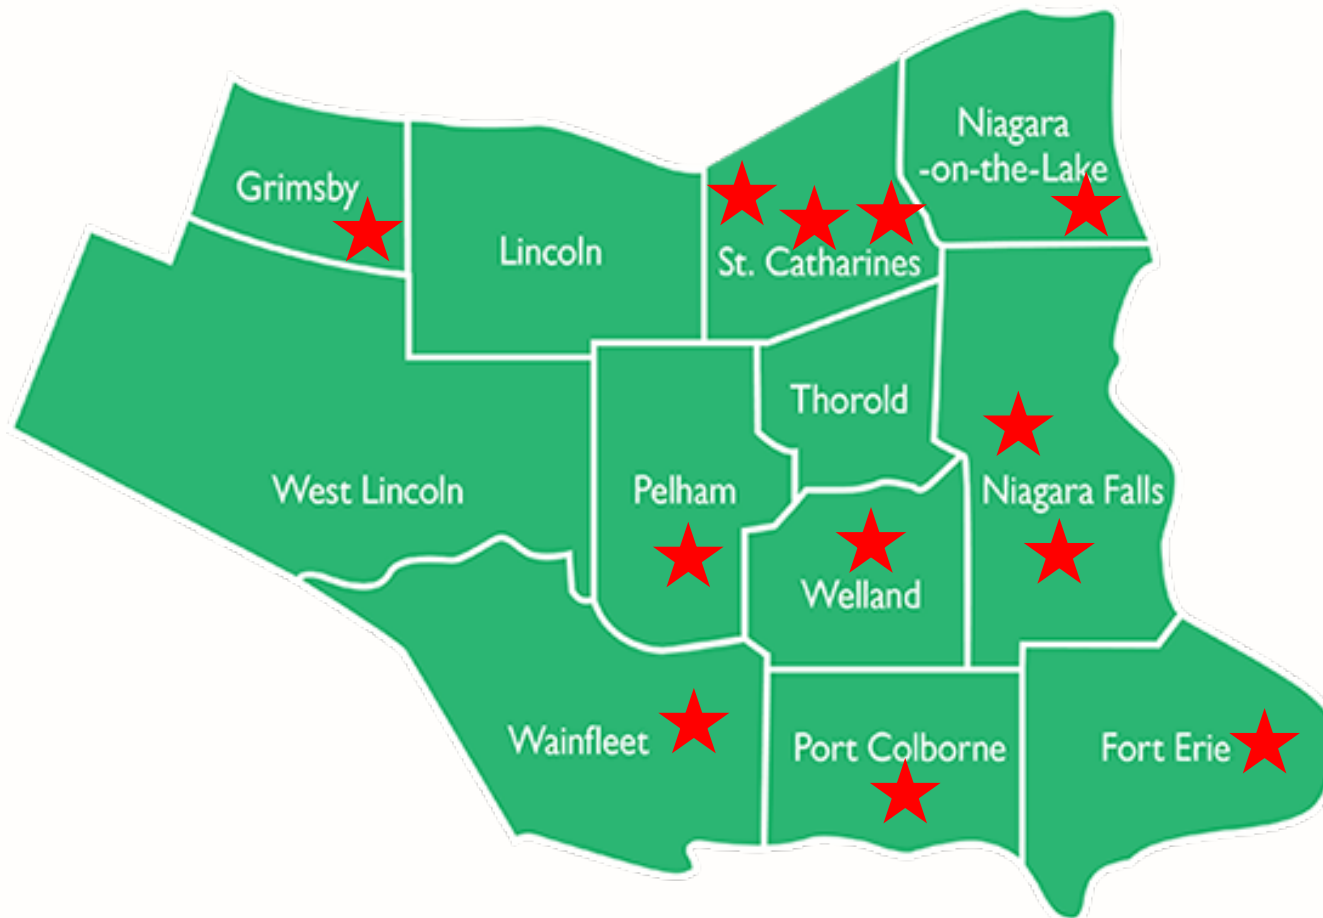 Niagara
-on-the-Lake
Grimsby
Lincoln
St. Catharines
Thorold
West Lincoln
Pelham
Niagara Falls
Welland
Wainfleet
Port Colborne
Fort Erie